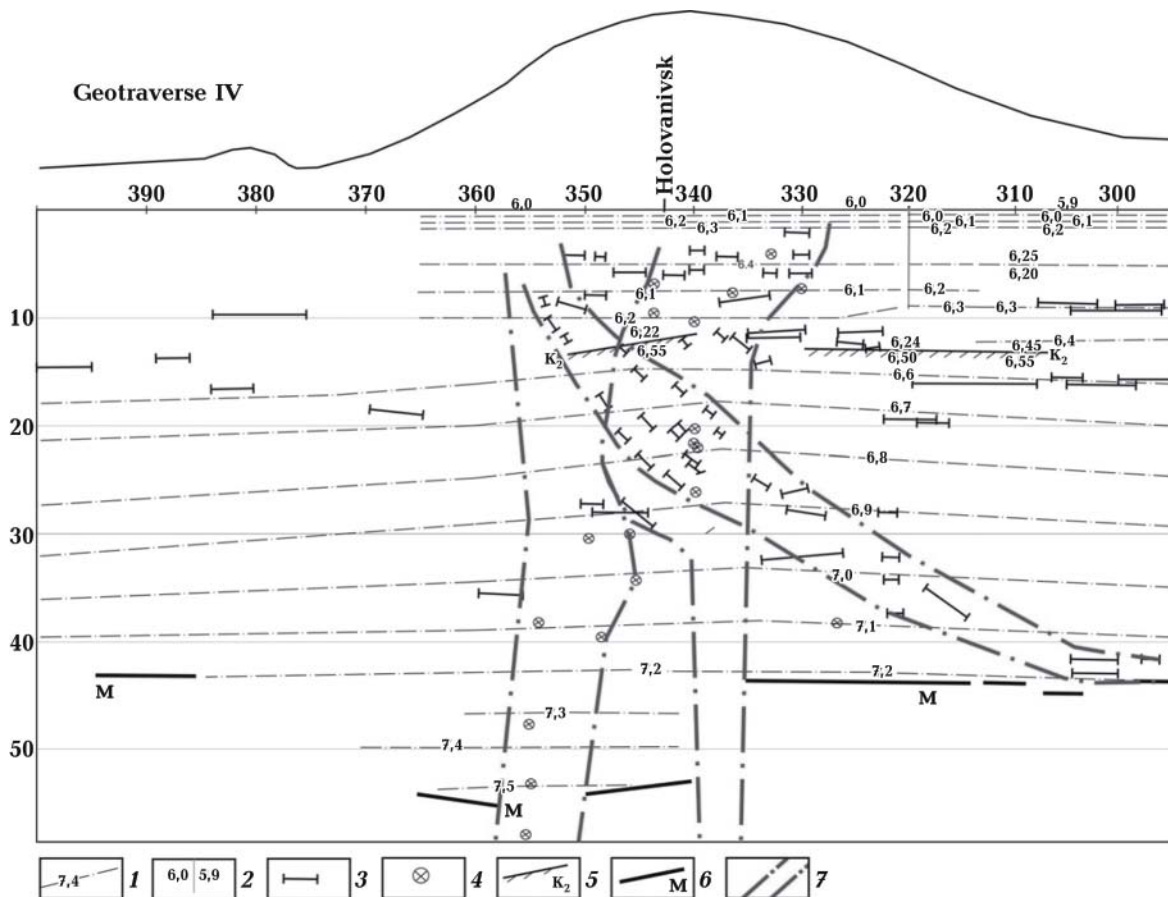 Geotraverse IV
Holovanivsk
390 380 370 360 350 340 330 320 310 300
6,0 6,0 5,9
6,1 6,0 6,0 6,1 6,1
6,2 6,2 6,2
6,3
6,25
6,4
6,20
6,1 6,1 6,2
6,3 6,3
10 6,2
6,22 6,24 6,45 6,4
K2 6,55 6,50 6,55 K2
6,6
6,7
20
6,8
6,9
30
7,0
7,1
40
7,2 7,2
M M
7,3
7,4
50
7,5
M
7,4 1 6,0 5,9 2 3 4 K2 5 M 6 7